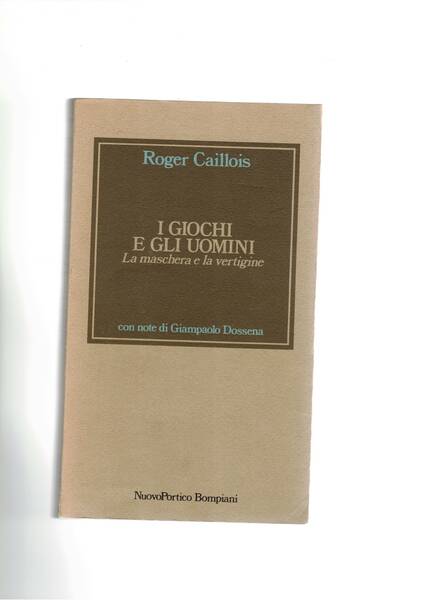 Roger Caillois
I GIOCHI
E GLI UOMINI
La maschera e la vertigine
con note di Giampaolo Dossena
NuovoPortico Bompiani